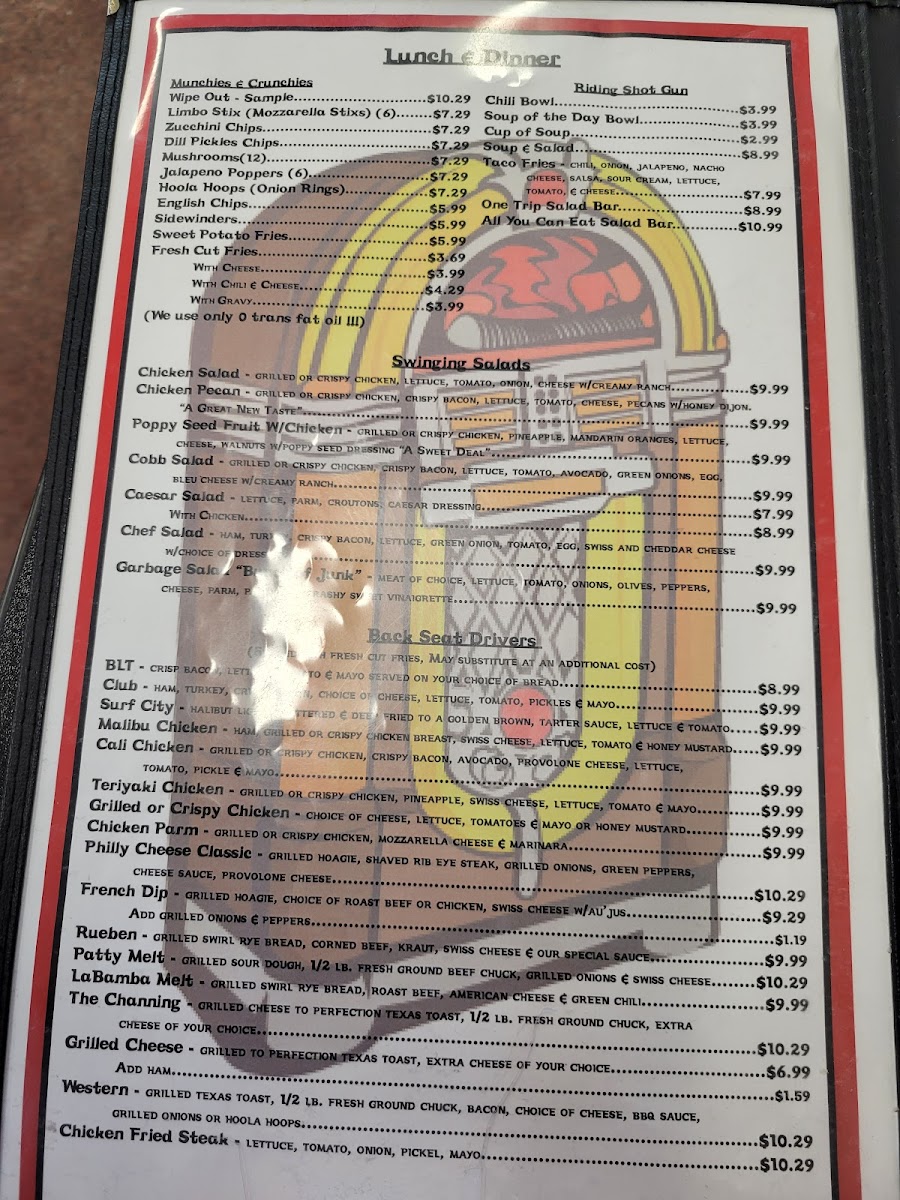 Lunch & Dinner
Munchies & Crunchies
Wipe Out - Sample...$10.29
Limbo Stix (Mozzarella Stixs) (6)...$7.29
Zucchini Chips...$7.29
Dill Pickles Chips...$7.29
Mushrooms(12)...$7.29
Jalapeno Poppers (6)...$7.29
Hoola Hoops (Onion Rings)...$7.29
English Chips...$5.99
Sidewinders...$5.99
Sweet Potato Fries...$5.99
Fresh Cut Fries...$3.69
With Cheese...$3.99
With Chili & Cheese...$4.29
With Gravy...$3.99
(We use only 0 trans fat oil !!!)
Riding Shot Gun
Chili Bowl...$3.99
Soup of the Day Bowl...$3.99
Cup of Soup...$2.99
Soup & Salad...$8.99
Taco Fries - chili, onion, jalapeno, nacho
cheese, salsa, sour cream, lettuce,
tomato, & cheese...$7.99
One Trip Salad Bar...$8.99
All You Can Eat Salad Bar...$10.99
Swinging Salads
Chicken Salad - grilled or crispy chicken, lettuce, tomato, onion, cheese w/creamy ranch...$9.99
Chicken Pecan - grilled or crispy chicken, crispy bacon, lettuce, tomato, cheese, pecans w/honey dijon.
"A Great New Taste"...$9.99
Poppy Seed Fruit W/Chicken - grilled or crispy chicken, pineapple, mandarin oranges, lettuce,
cheese, walnuts w/poppy seed dressing "A Sweet Deal"...$9.99
Cobb Salad - grilled or crispy chicken, crispy bacon, lettuce, tomato, avocado, green onions, egg,
bleu cheese w/creamy ranch...$9.99
Caesar Salad - lettuce, parm, croutons, caesar dressing...$7.99
With Chicken...$8.99
Chef Salad - ham, crispy bacon, lettuce, green onion, tomato, egg, swiss and cheddar cheese
w/choice of...$9.99
Garbage Salad Junk" - meat of choice, lettuce, tomato, onions, olives, peppers,
cheese, parm, vinaigrette...$9.99
Back Seat Drivers
fresh cut fries, May substitute at an additional cost)
BLT - crisp & mayo served on your choice of bread...$8.99
Club - ham, turkey, choice of cheese, lettuce, tomato, pickles & mayo...$9.99
Surf City - halibut & fried to a golden brown, tarter sauce, lettuce & tomato...$9.99
Malibu Chicken - ham, grilled or crispy chicken breast, swiss cheese, lettuce, tomato & honey mustard...$9.99
Cali Chicken - grilled or crispy chicken, crispy bacon, avocado, provolone cheese, lettuce,
tomato, pickle & mayo...$9.99
Teriyaki Chicken - grilled or crispy chicken, pineapple, swiss cheese, lettuce, tomato & mayo...$9.99
Grilled or Crispy Chicken - choice of cheese, lettuce, tomatoes & mayo or honey mustard...$9.99
Chicken Parm - grilled or crispy chicken, mozzarella cheese & marinara...$9.99
Philly Cheese Classic - grilled hoagie, shaved rib eye steak, grilled onions, green peppers,
cheese sauce, provolone cheese...$10.29
French Dip - grilled hoagie, choice of roast beef or chicken, swiss cheese w/au'jus...$9.29
Add grilled onions & peppers...$1.19
Rueben - grilled swirl rye bread, corned beef, kraut, swiss cheese & our special sauce...$9.99
Patty Melt - grilled sour dough, 1/2 lb. fresh ground beef chuck, grilled onions & swiss cheese...$10.29
LaBamba Melt - grilled swirl rye bread, roast beef, american cheese & green chili...$9.99
The Channing - grilled cheese to perfection texas toast, 1/2 lb. fresh ground chuck, extra
cheese of your choice...$10.29
Grilled Cheese - grilled to perfection texas toast, extra cheese of your choice...$6.99
Add ham...$1.59
Western - grilled texas toast, 1/2 lb. fresh ground chuck, bacon, choice of cheese, bbq sauce,
grilled onions or hoola hoops...$10.29
Chicken Fried Steak - lettuce, tomato, onion, pickel, mayo...$10.29